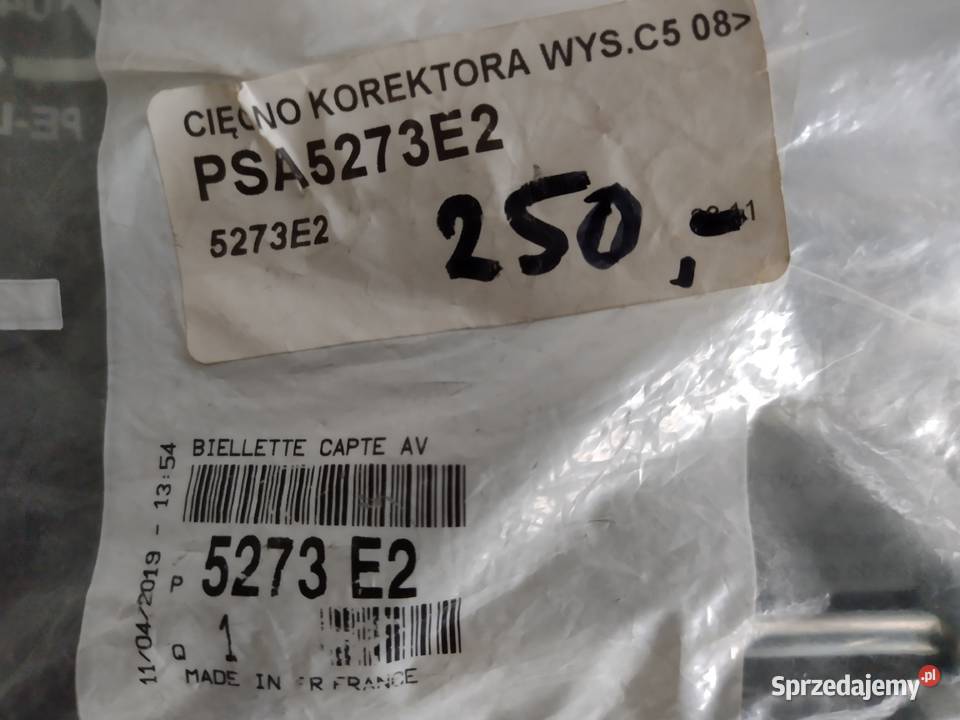 CIĘGNO KOREKTORA WYS.C5 08>
PSA5273E2
5273E2
250,-
BIELLETTE CAPTE AV
11/04/2019 - 13:54
P 5273 E2
Q 1
MADE IN FR FRANCE
Sprzedajemy.pl